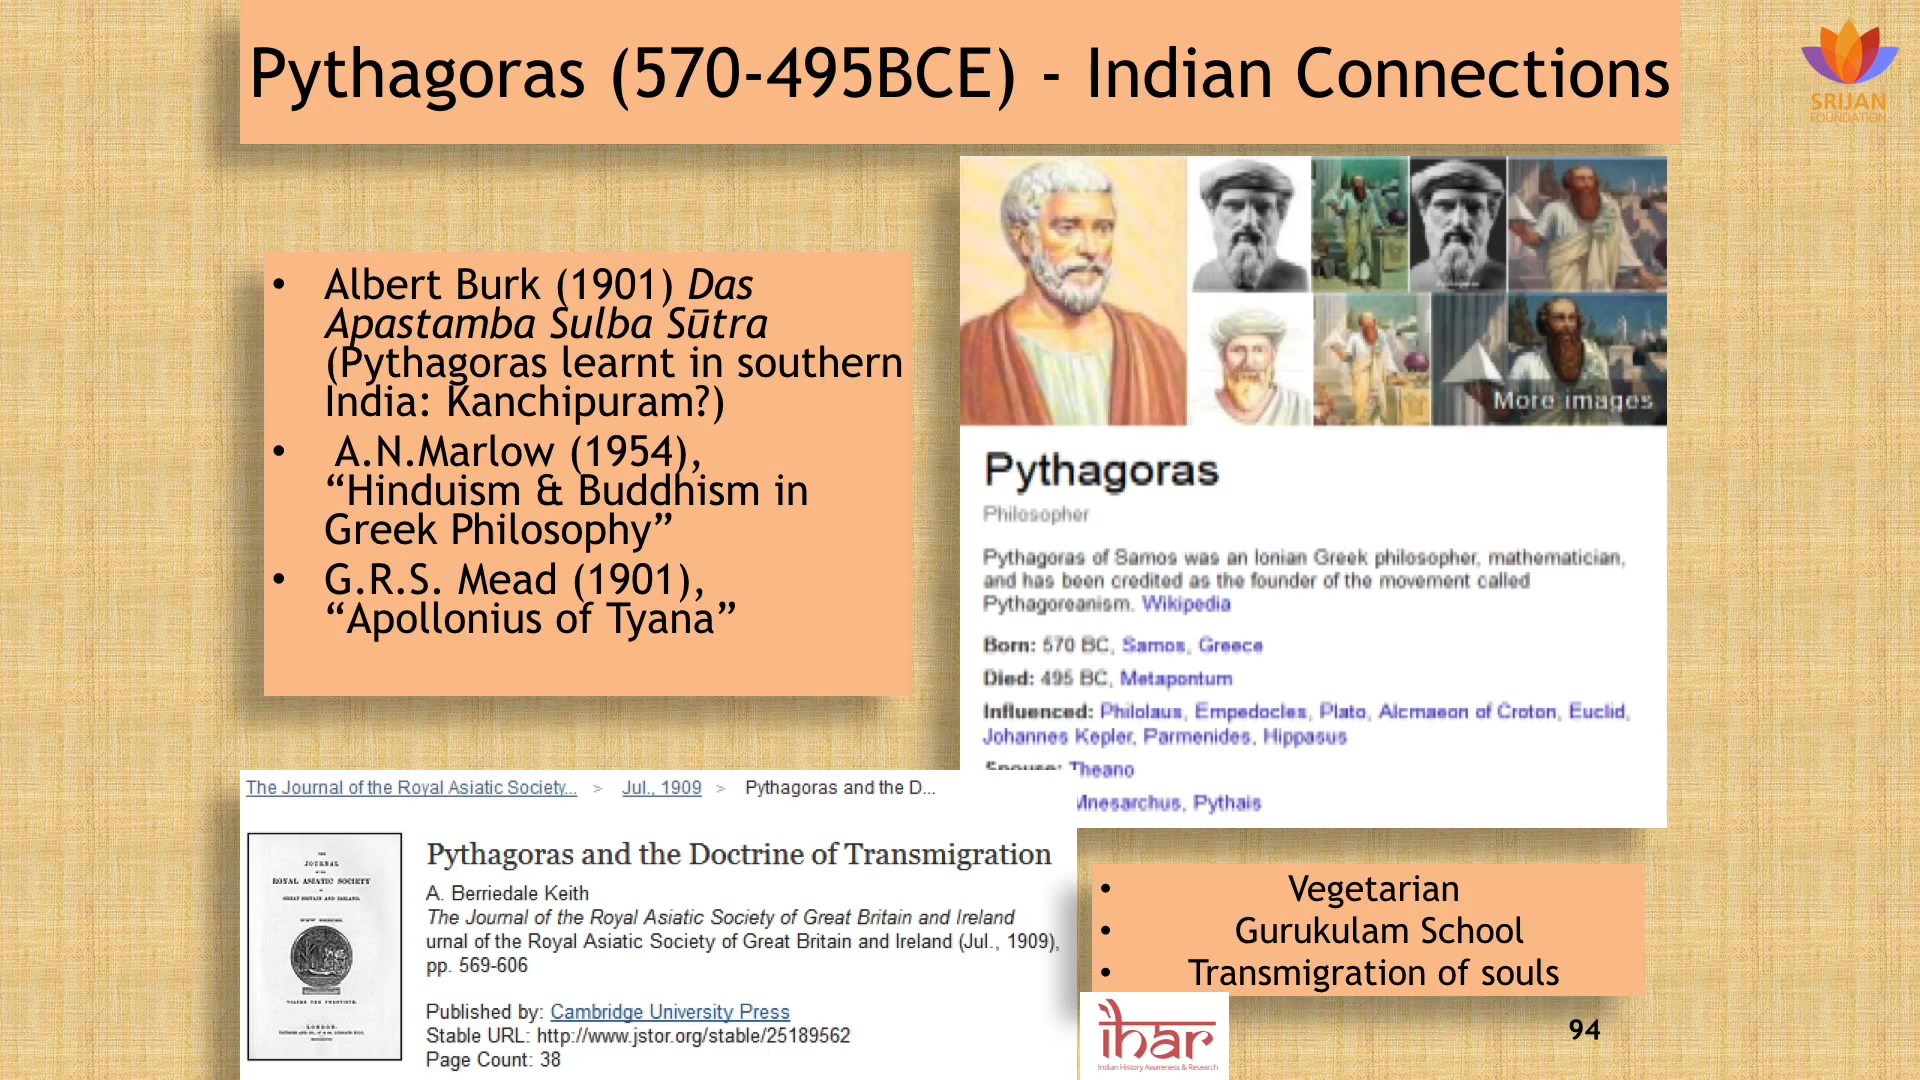 Pythagoras (570-495BCE) - Indian Connections
SRIJAN
FOUNDATION
• Albert Burk (1901) Das
Apastamba Sulba Sūtra
(Pythagoras learnt in southern
India: Kanchipuram?)
• A.N.Marlow (1954),
“Hinduism & Buddhism in
Greek Philosophy”
• G.R.S. Mead (1901),
“Apollonius of Tyana”
More images
Pythagoras
Philosopher
Pythagoras of Samos was an Ionian Greek philosopher, mathematician,
and has been credited as the founder of the movement called
Pythagoreanism. Wikipedia
Born: 570 BC, Samos, Greece
Died: 495 BC, Metapontum
Influenced: Philolaus, Empedocles, Plato, Alcmaeon of Croton, Euclid,
Johannes Kepler, Parmenides, Hippasus
Spouse: Theano
Mnesarchus, Pythais
The Journal of the Royal Asiatic Society... > Jul., 1909 > Pythagoras and the D...
THE
JOURNAL
OF THE
ROYAL ASIATIC SOCIETY
OF
GREAT BRITAIN AND IRELAND.
NEW SERIES.
VOLUME THE TWENTIETH.
LONDON:
Pythagoras and the Doctrine of Transmigration
A. Berriedale Keith
The Journal of the Royal Asiatic Society of Great Britain and Ireland
urnal of the Royal Asiatic Society of Great Britain and Ireland (Jul., 1909),
pp. 569-606
Published by: Cambridge University Press
Stable URL: http://www.jstor.org/stable/25189562
Page Count: 38
• Vegetarian
• Gurukulam School
• Transmigration of souls
ihar
Indian History Awareness & Research
94